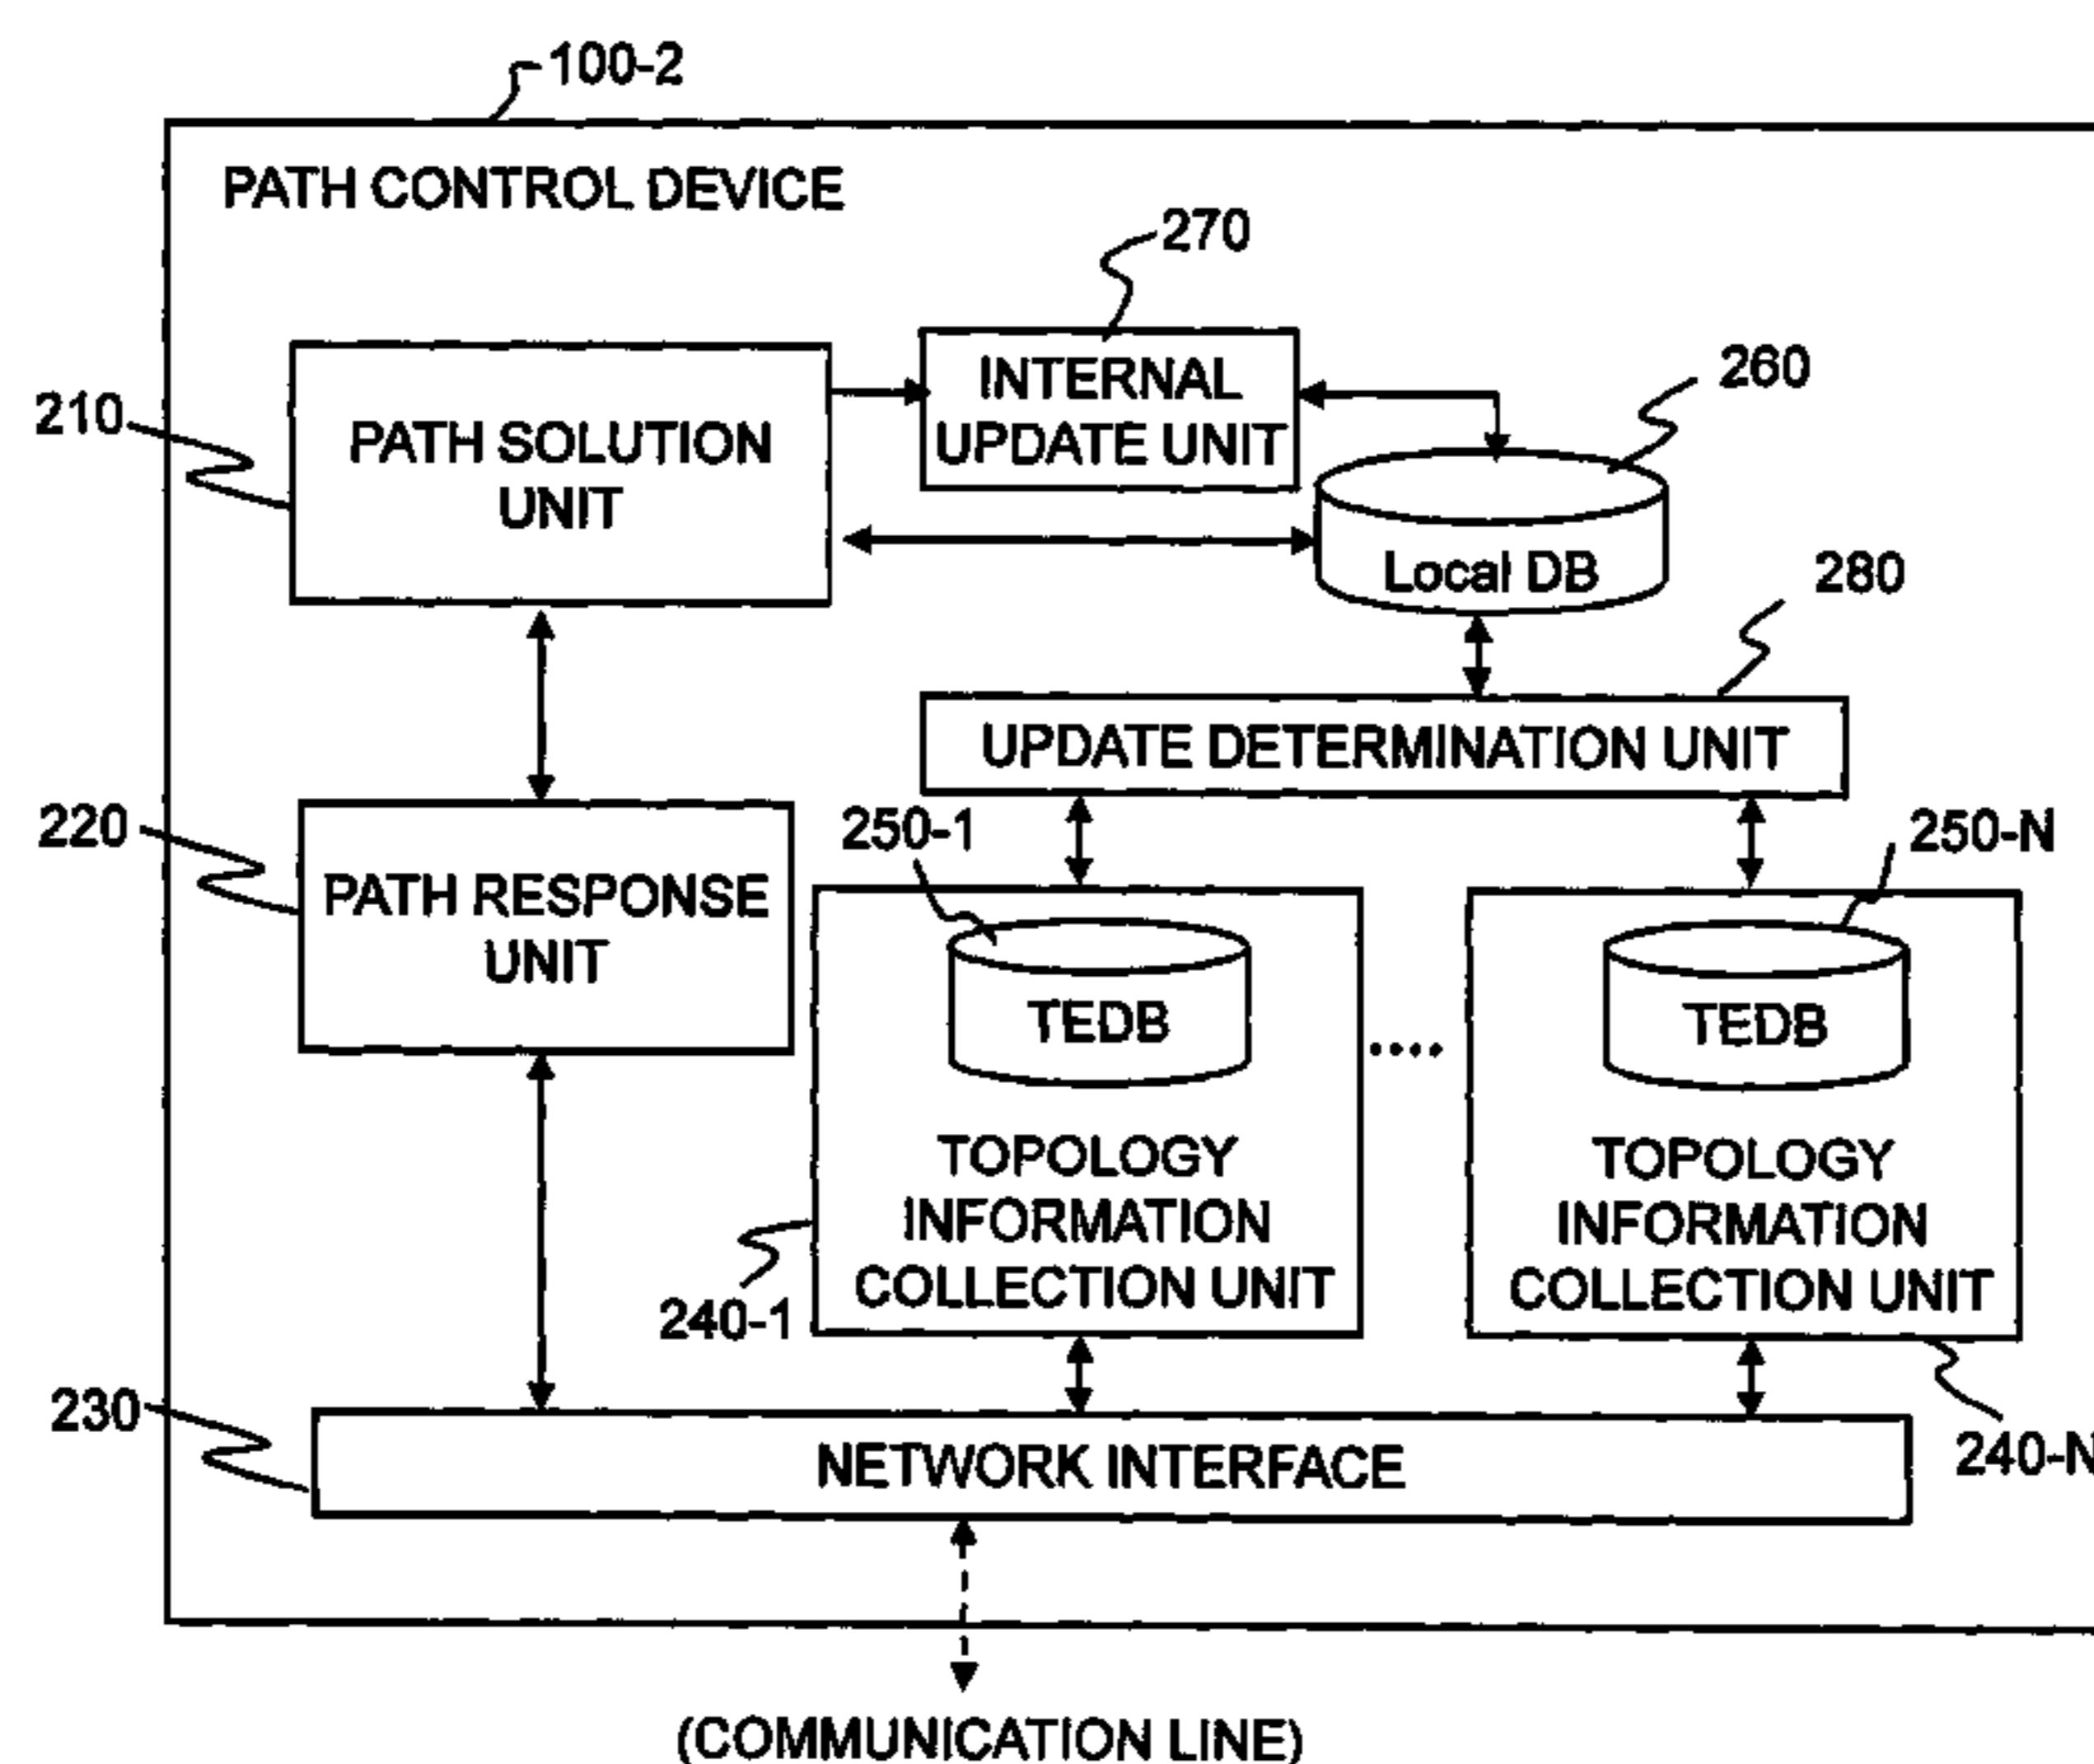 100-2
PATH CONTROL DEVICE
270
INTERNAL
UPDATE UNIT
260
210
PATH SOLUTION
UNIT
Local DB
280
UPDATE DETERMINATION UNIT
220
PATH RESPONSE
UNIT
250-1
250-N
TEDB
....
TEDB
TOPOLOGY
INFORMATION
COLLECTION UNIT
TOPOLOGY
INFORMATION
COLLECTION UNIT
240-1
240-N
230
NETWORK INTERFACE
(COMMUNICATION LINE)